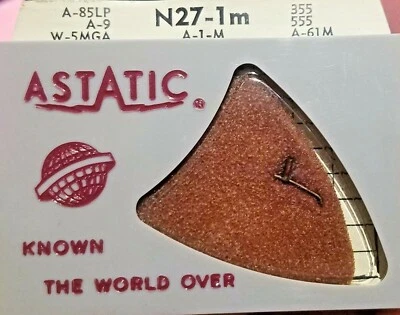 A-85LP N27-1m 355
A-9 555
W-5MGA A-1-M A-61M
ASTATIC®
KNOWN
THE WORLD OVER